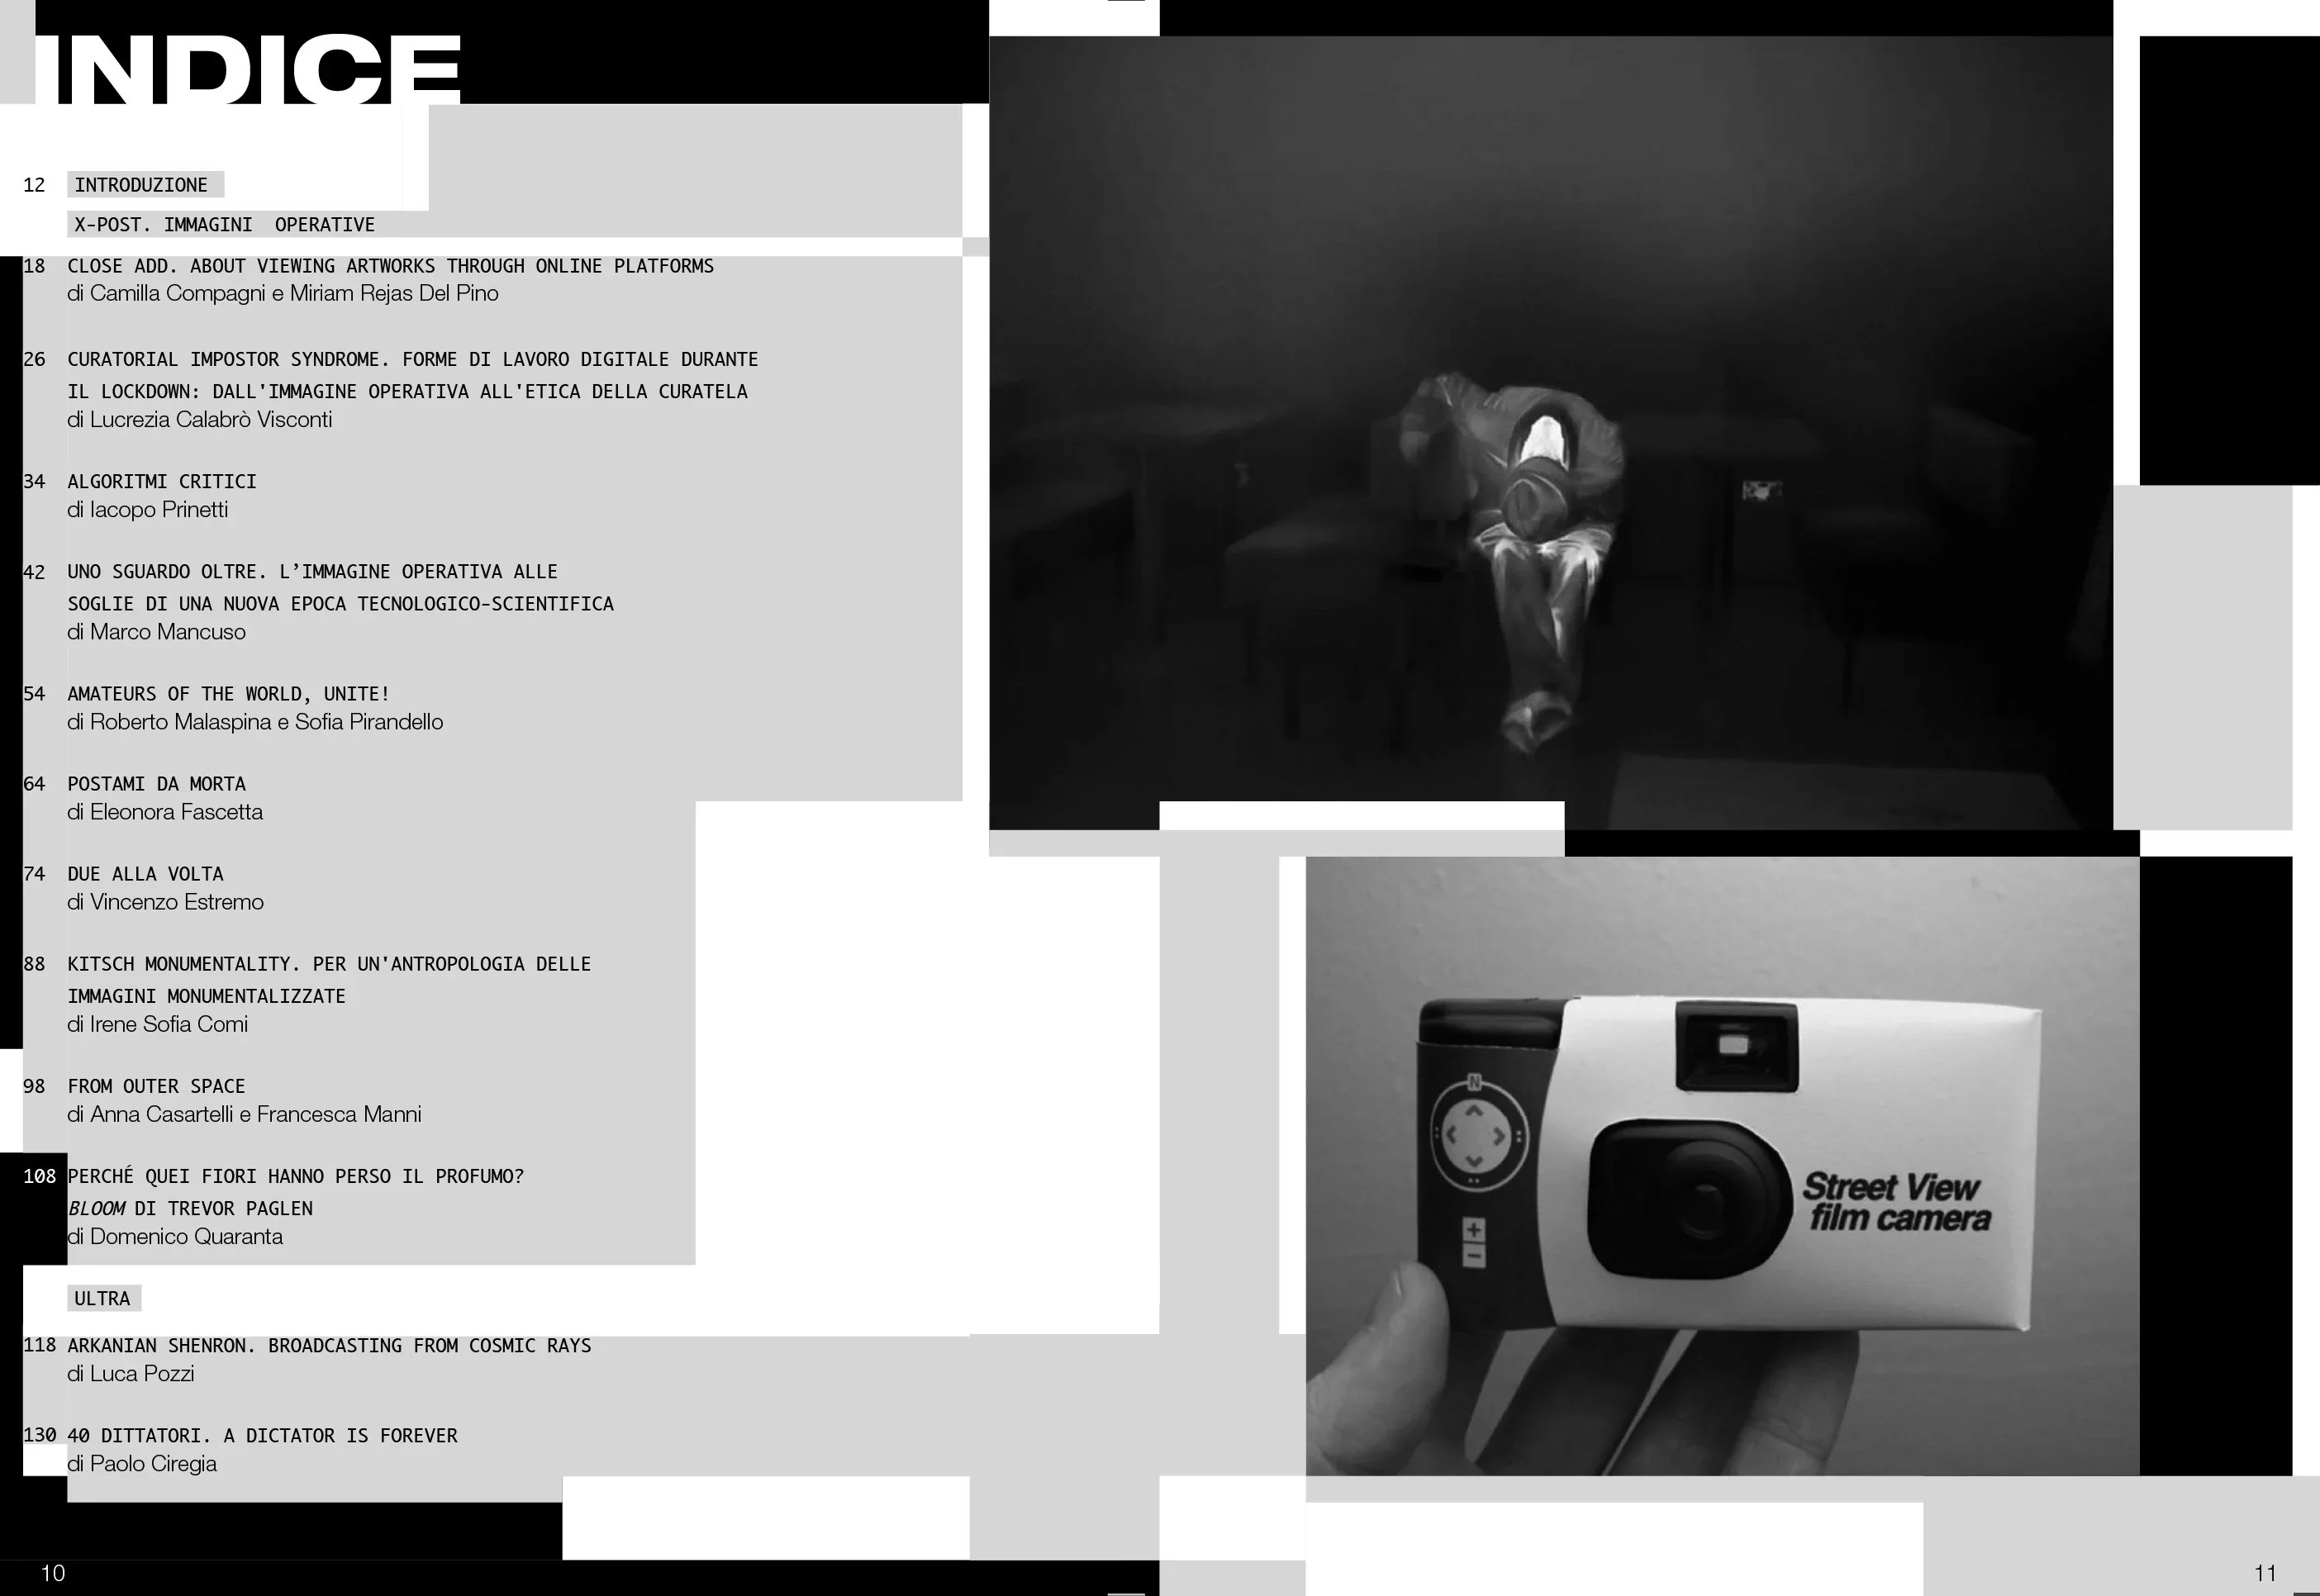 INDICE
12 INTRODUZIONE
X-POST. IMMAGINI OPERATIVE
18 CLOSE ADD. ABOUT VIEWING ARTWORKS THROUGH ONLINE PLATFORMS
di Camilla Compagni e Miriam Rejas Del Pino
26 CURATORIAL IMPOSTOR SYNDROME. FORME DI LAVORO DIGITALE DURANTE
IL LOCKDOWN: DALL'IMMAGINE OPERATIVA ALL'ETICA DELLA CURATELA
di Lucrezia Calabrò Visconti
34 ALGORITMI CRITICI
di Iacopo Prinetti
42 UNO SGUARDO OLTRE. L’IMMAGINE OPERATIVA ALLE
SOGLIE DI UNA NUOVA EPOCA TECNOLOGICO-SCIENTIFICA
di Marco Mancuso
54 AMATEURS OF THE WORLD, UNITE!
di Roberto Malaspina e Sofia Pirandello
64 POSTAMI DA MORTA
di Eleonora Fascetta
74 DUE ALLA VOLTA
di Vincenzo Estremo
88 KITSCH MONUMENTALITY. PER UN'ANTROPOLOGIA DELLE
IMMAGINI MONUMENTALIZZATE
di Irene Sofia Comi
98 FROM OUTER SPACE
di Anna Casartelli e Francesca Manni
108 PERCHÉ QUEI FIORI HANNO PERSO IL PROFUMO?
BLOOM DI TREVOR PAGLEN
di Domenico Quaranta
ULTRA
118 ARKANIAN SHENRON. BROADCASTING FROM COSMIC RAYS
di Luca Pozzi
130 40 DITTATORI. A DICTATOR IS FOREVER
di Paolo Ciregia
10
N
+
−
Street View
film camera
11